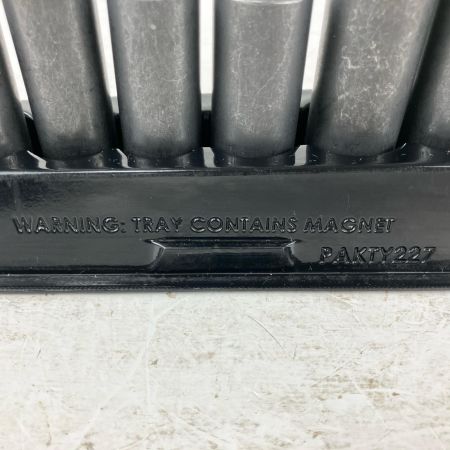 WARNING: TRAY CONTAINS MAGNET
PAKTY227